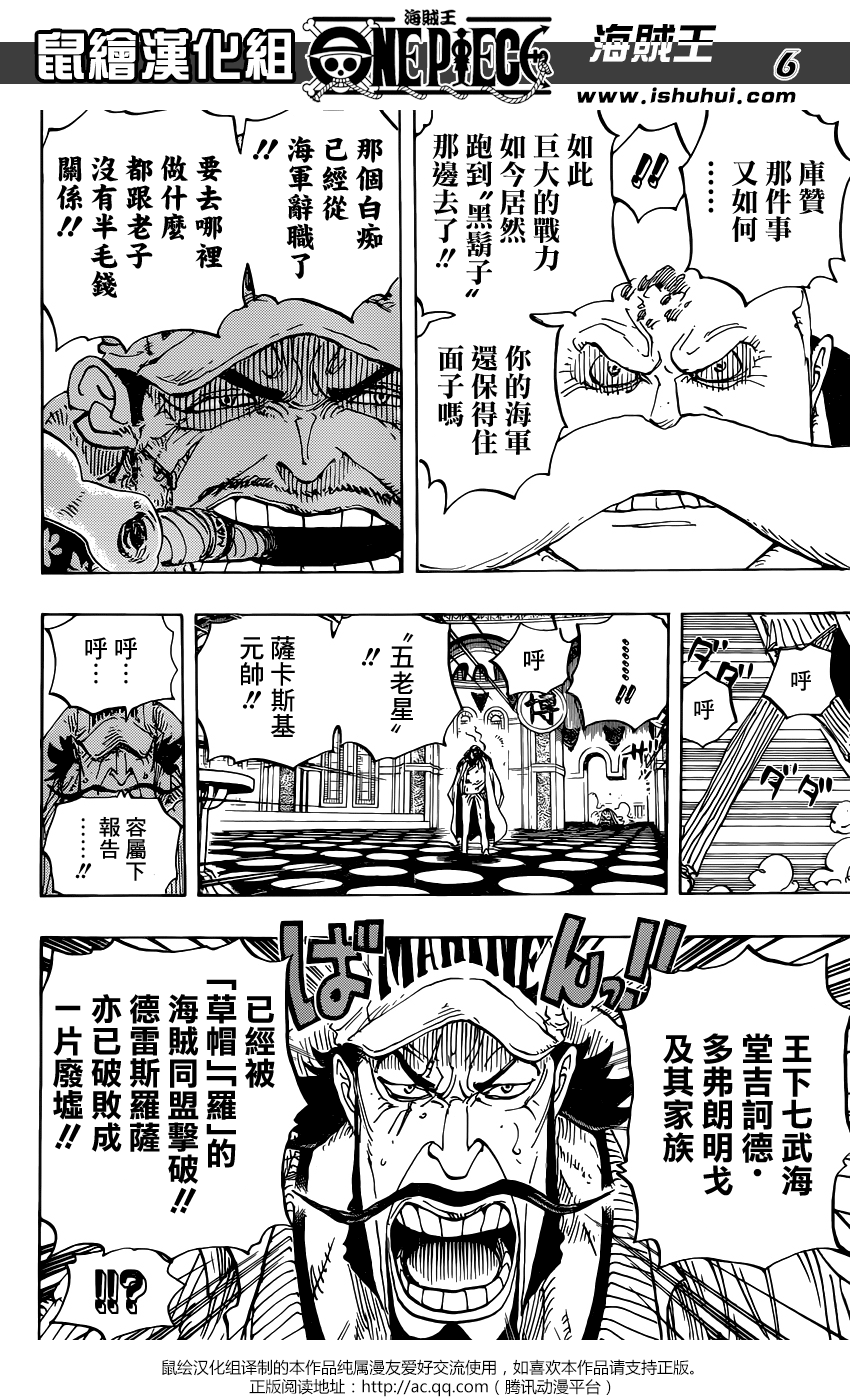 鼠繪漢化組
海賊王
ONE PIECE
海賊王
6
www.ishuhui.com
庫贊
那件事
又如何
……
!!
如此
巨大的戰力
如今居然
跑到〝黑鬍子〞
那邊去了!!
你的海軍
還保得住
面子嗎
那個白痴
已經從
海軍辭職了
!!
要去哪裡
做什麼
都跟老子
沒有半毛錢
關係!!
ダダ
呼
呼
ダダ
……!!
呼
博
〝五老星〞
!!
薩卡斯基
元帥!!
呼
呼
……
容屬下
報告
……!!
ばんっ!!
MARINE
王下七武海
堂吉訶德·
多弗朗明戈
及其家族
已經被
「草帽」「羅」的
海賊同盟擊破!!
德雷斯羅薩
亦已破敗成
一片廢墟!!
!!?
鼠绘汉化组译制的本作品纯属漫友爱好交流使用，如喜欢本作品请支持正版。
正版阅读地址：http://ac.qq.com（腾讯动漫平台）